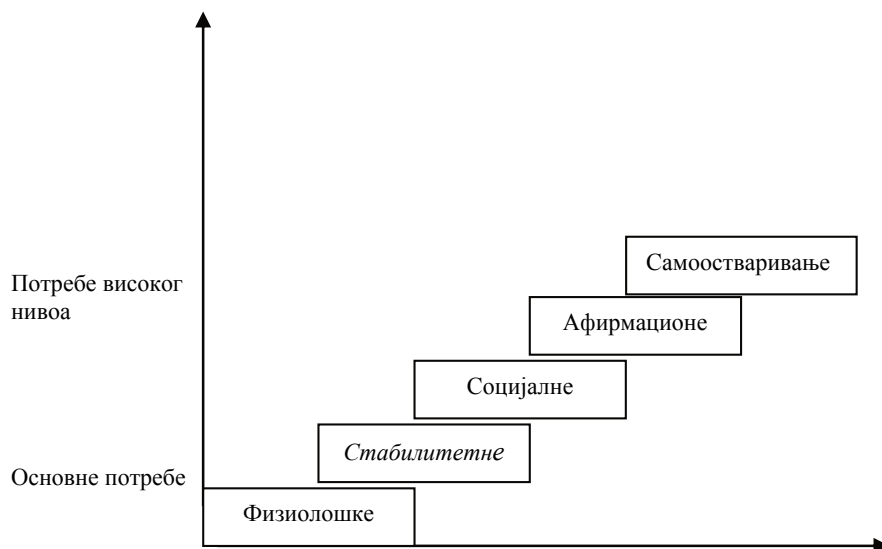 Самоостваривање
Потребе високог
нивоа
Афирмационе
Социјалне
Стабилитетне
Основне потребе
Физиолошке